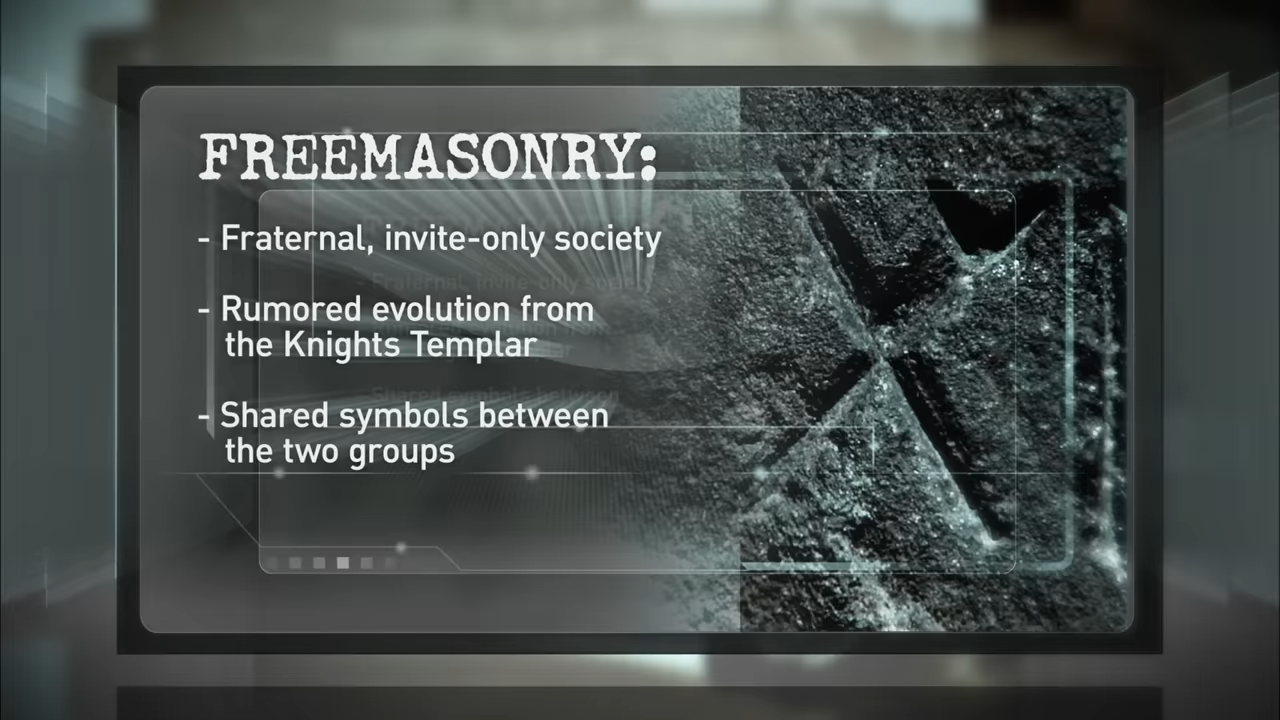 FREEMASONRY:
- Fraternal, invite-only society
- Rumored evolution from
the Knights Templar
- Shared symbols between
the two groups